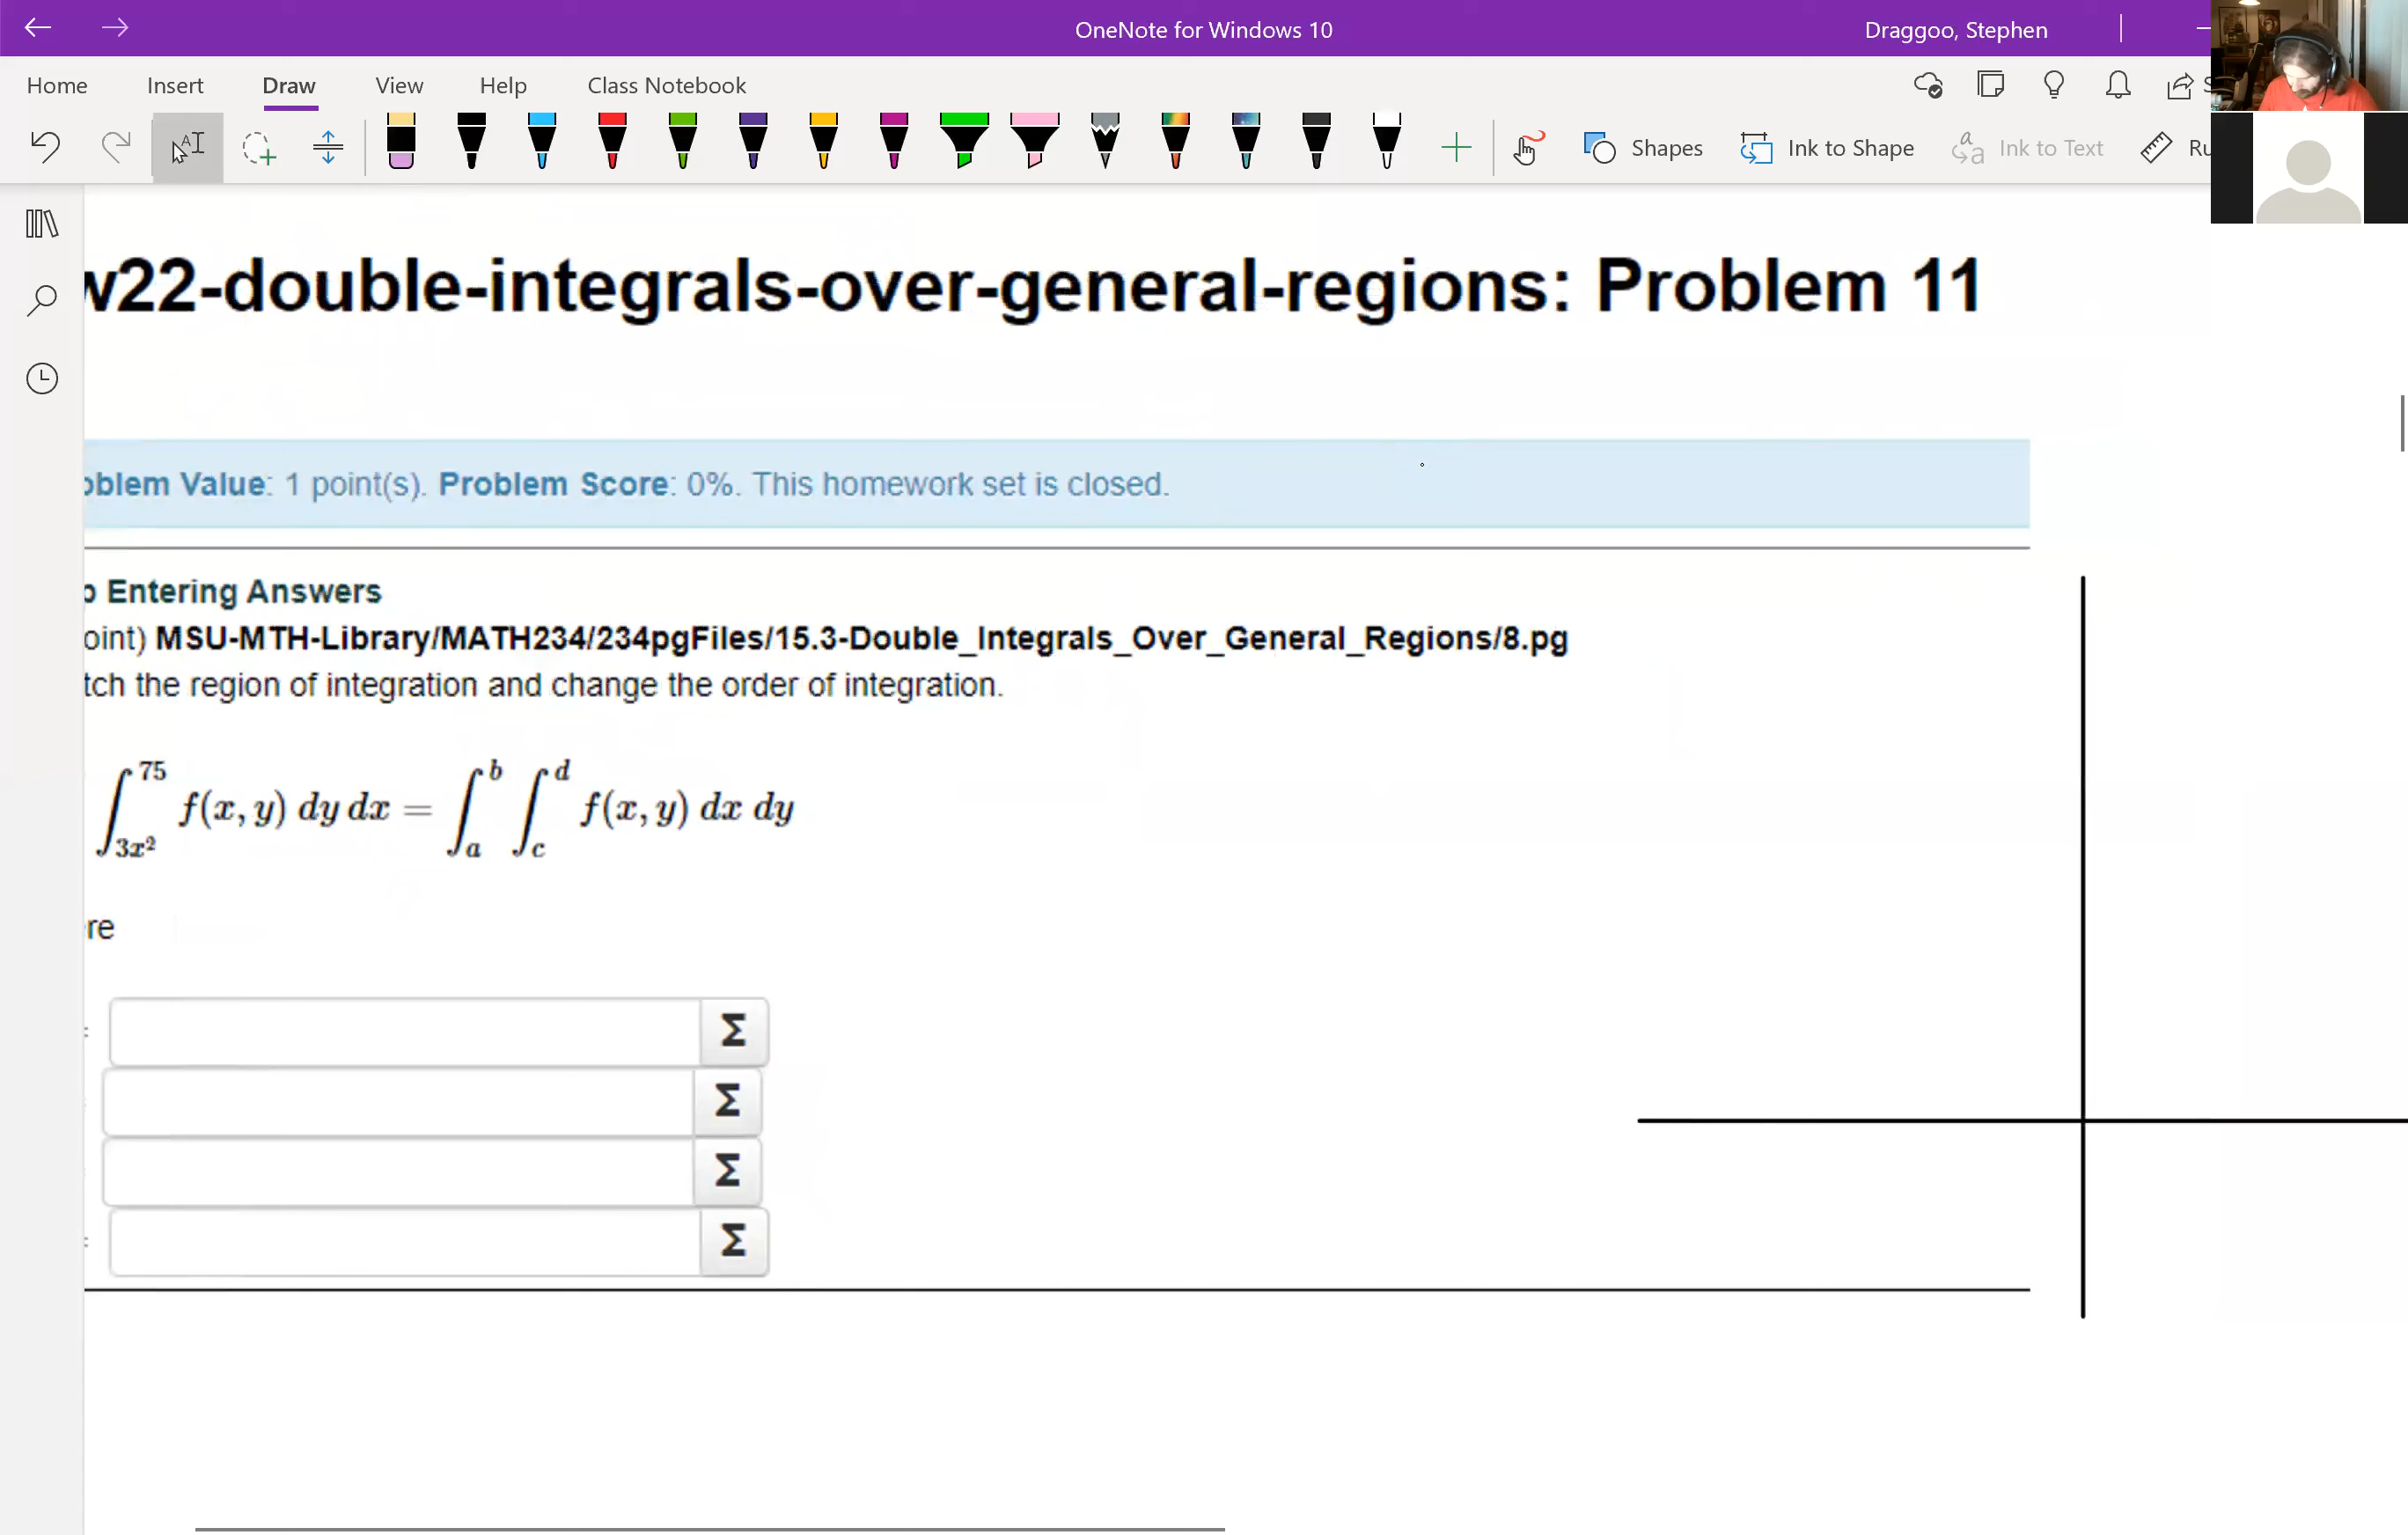 OneNote for Windows 10
Draggoo, Stephen
Home Insert Draw View Help Class Notebook
Shapes Ink to Shape Ink to Text Ru
w22-double-integrals-over-general-regions: Problem 11
oblem Value: 1 point(s). Problem Score: 0%. This homework set is closed.
p Entering Answers
oint) MSU-MTH-Library/MATH234/234pgFiles/15.3-Double_Integrals_Over_General_Regions/8.pg
tch the region of integration and change the order of integration.
∫_{3x²}^{75} f(x, y) dy dx = ∫_a^b ∫_c^d f(x, y) dx dy
re
Σ
Σ
Σ
Σ